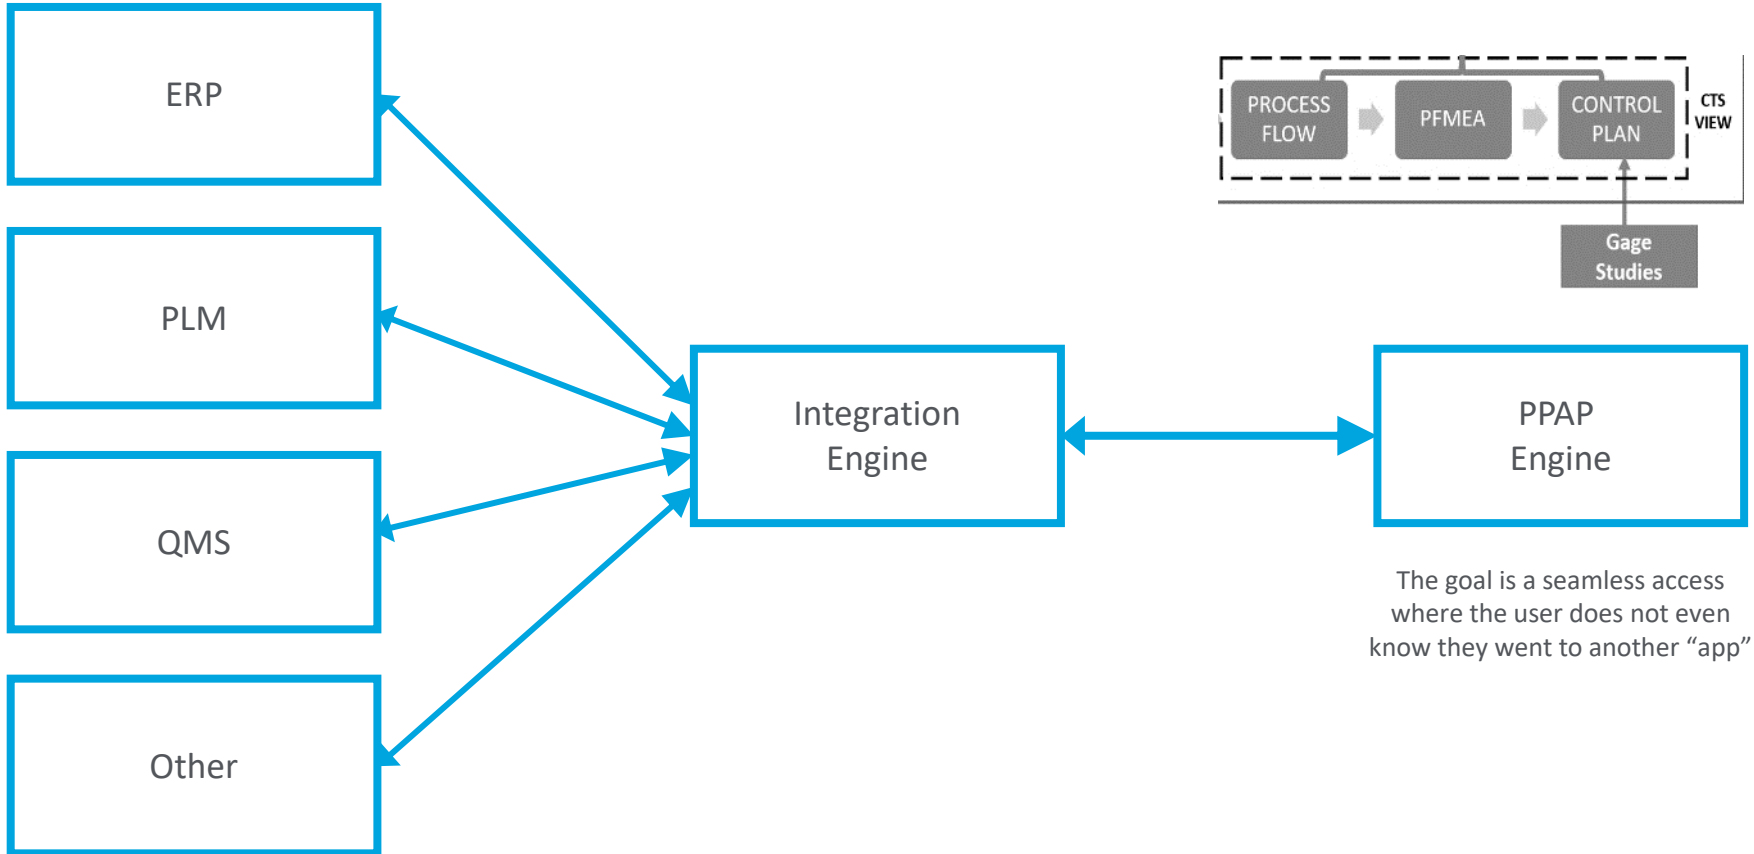 ERP
PLM
QMS
Other
Integration
Engine
PROCESS
FLOW
PFMEA
CONTROL
PLAN
CTS
VIEW
Gage
Studies
PPAP
Engine
The goal is a seamless access
where the user does not even
know they went to another “app”